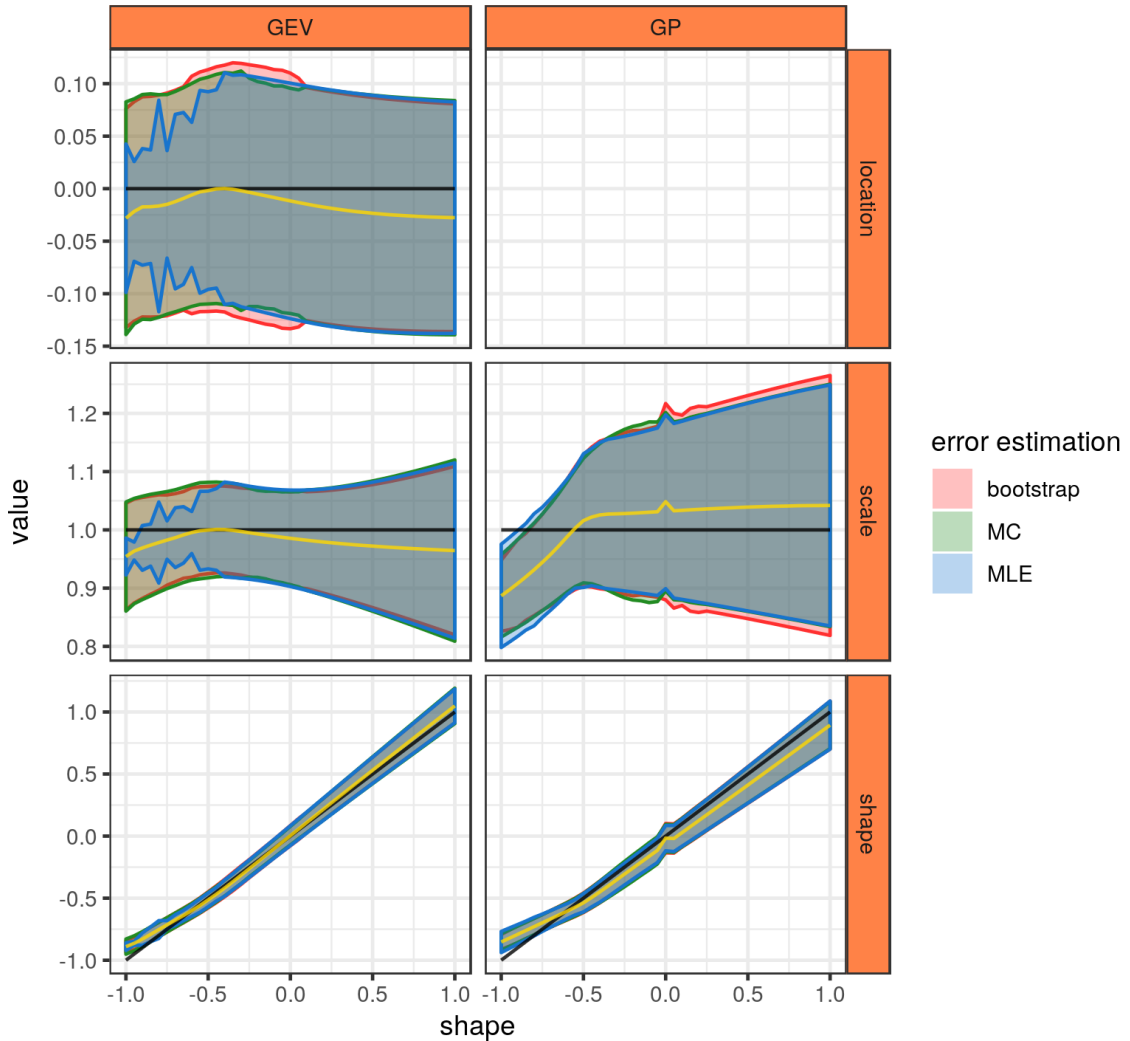 GEV GP
0.10
0.05
0.00
-0.05
-0.10
-0.15
location
1.2
1.1
1.0
0.9
0.8
scale
1.0
0.5
0.0
-0.5
-1.0
shape
-1.0 -0.5 0.0 0.5 1.0 -1.0 -0.5 0.0 0.5 1.0
shape
value
error estimation
bootstrap
MC
MLE